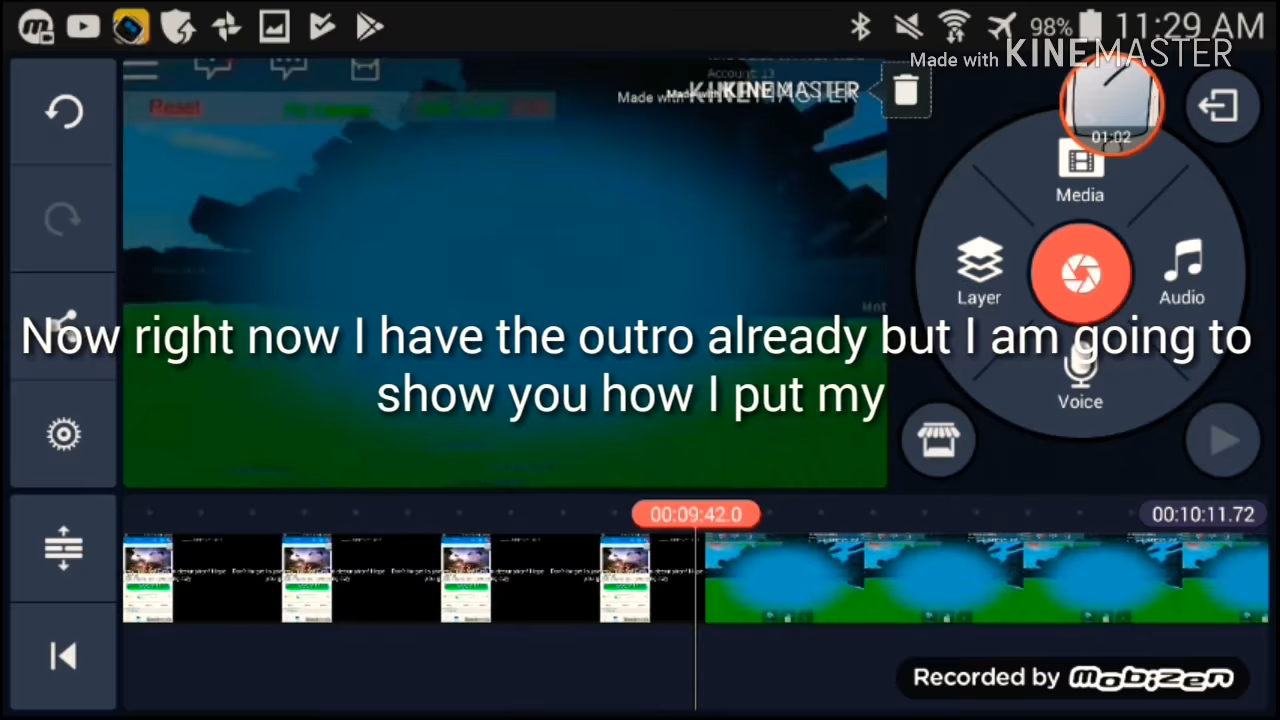 98% 11:29 AM
Made with KINEMASTER
Account: 13
Made with KINEMASTER
Reset
01:02
Media
Layer
Audio
Now right now I have the outro already but I am going to
show you how I put my
Voice
00:09:42.0
00:10:11.72
Recorded by mobizen